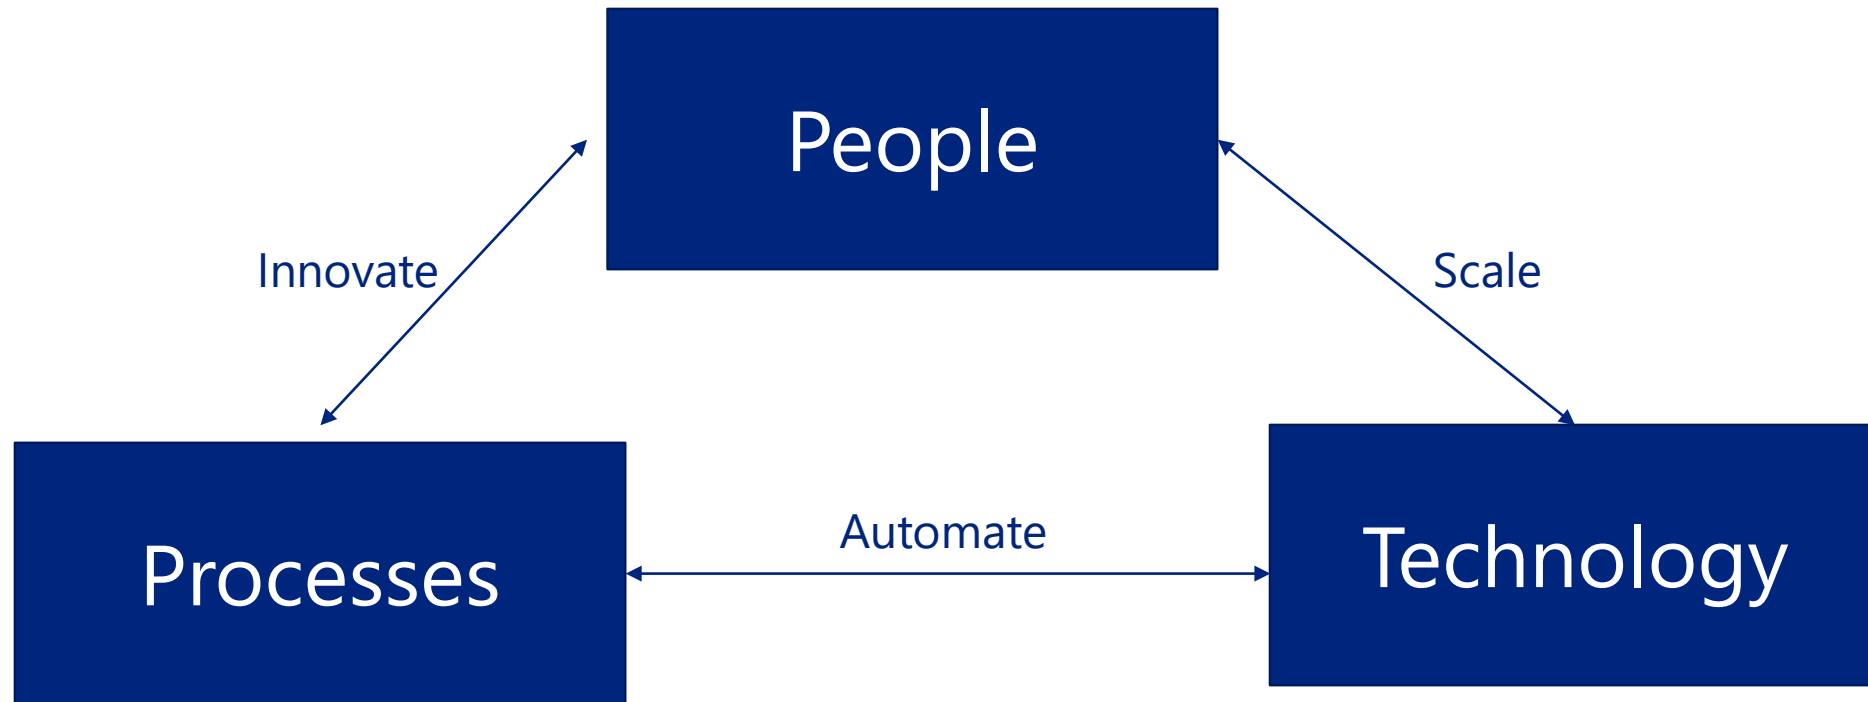 People
Innovate
Scale
Automate
Processes
Technology